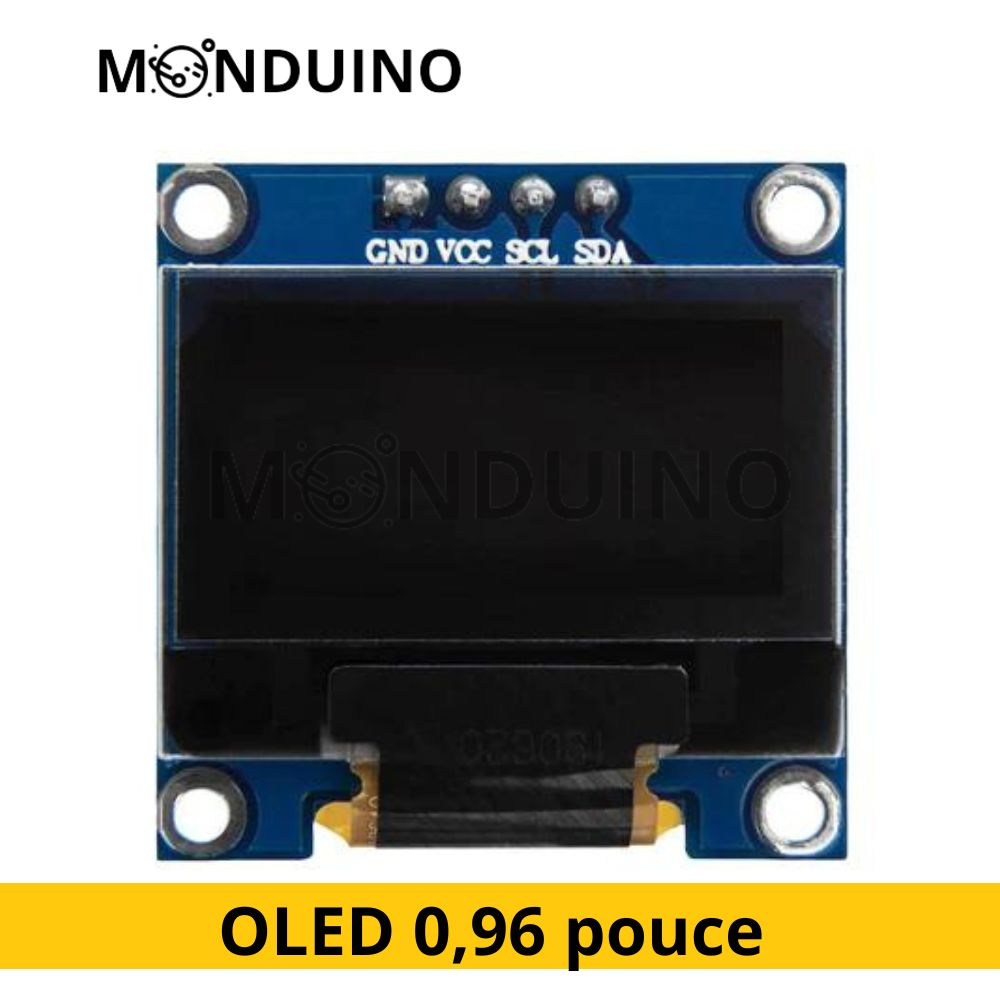 MONDUINO
GND VCC SCL SDA
MONDUINO
OLED 0,96 pouce